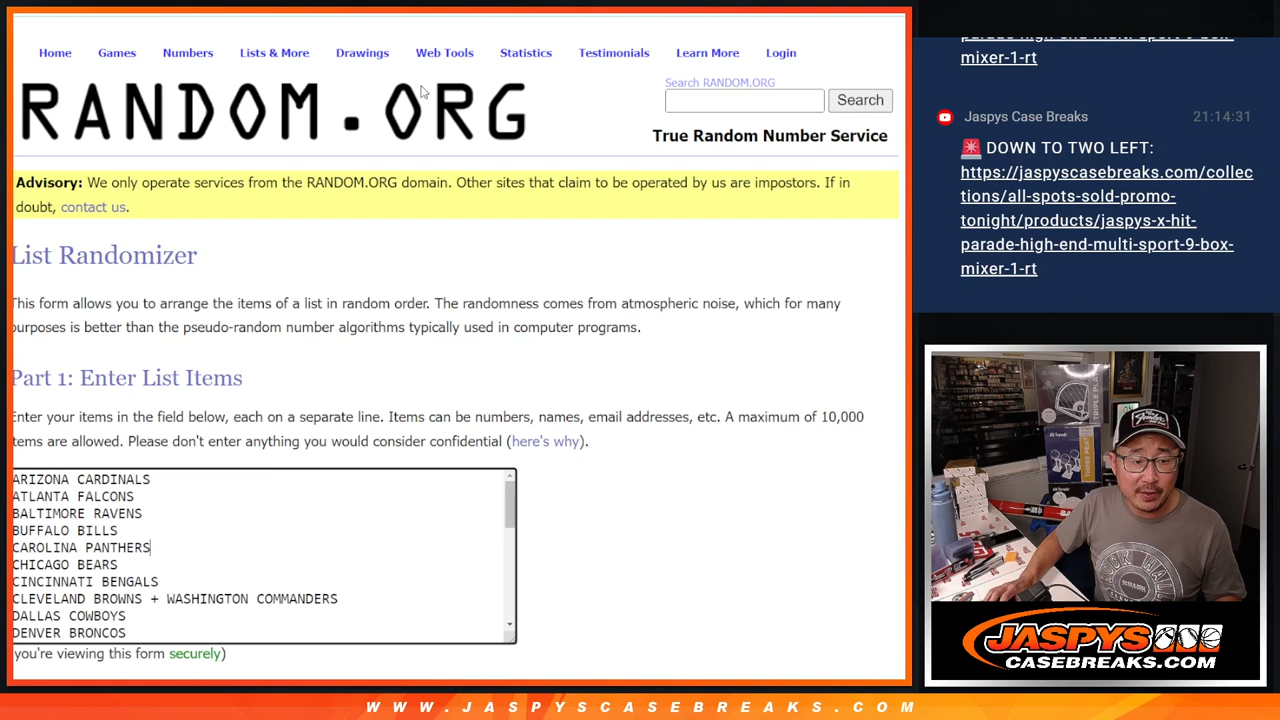 Home Games Numbers Lists & More Drawings Web Tools Statistics Testimonials Learn More Login
RANDOM.ORG
Search RANDOM.ORG
Search
True Random Number Service
Advisory: We only operate services from the RANDOM.ORG domain. Other sites that claim to be operated by us are impostors. If in
doubt, contact us.
List Randomizer
This form allows you to arrange the items of a list in random order. The randomness comes from atmospheric noise, which for many
purposes is better than the pseudo-random number algorithms typically used in computer programs.
Part 1: Enter List Items
Enter your items in the field below, each on a separate line. Items can be numbers, names, email addresses, etc. A maximum of 10,000
items are allowed. Please don't enter anything you would consider confidential (here's why).
ARIZONA CARDINALS
ATLANTA FALCONS
BALTIMORE RAVENS
BUFFALO BILLS
CAROLINA PANTHERS
CHICAGO BEARS
CINCINNATI BENGALS
CLEVELAND BROWNS + WASHINGTON COMMANDERS
DALLAS COWBOYS
DENVER BRONCOS
(you're viewing this form securely)
mixer-1-rt
Jaspys Case Breaks 21:14:31
🚨 DOWN TO TWO LEFT:
https://jaspyscasebreaks.com/collec
tions/all-spots-sold-promo-
tonight/products/jaspys-x-hit-
parade-high-end-multi-sport-9-box-
mixer-1-rt
JASPYS
CASEBREAKS.COM
WWW.JASPYSCASEBREAKS.COM